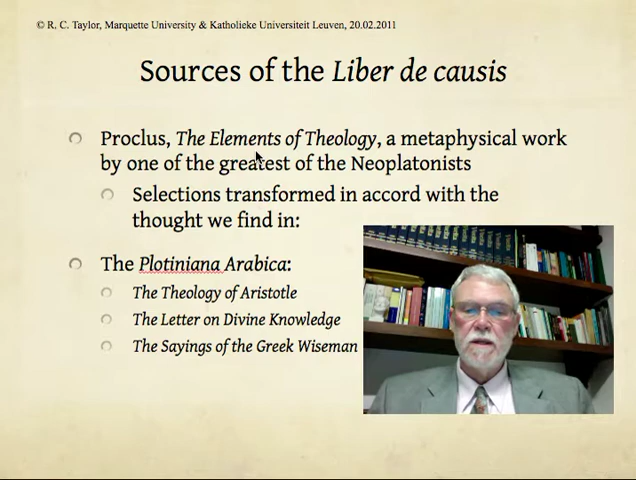 © R. C. Taylor, Marquette University & Katholieke Universiteit Leuven, 20.02.2011
Sources of the Liber de causis
Proclus, The Elements of Theology, a metaphysical work
by one of the greatest of the Neoplatonists
Selections transformed in accord with the
thought we find in:
The Plotiniana Arabica:
The Theology of Aristotle
The Letter on Divine Knowledge
The Sayings of the Greek Wiseman